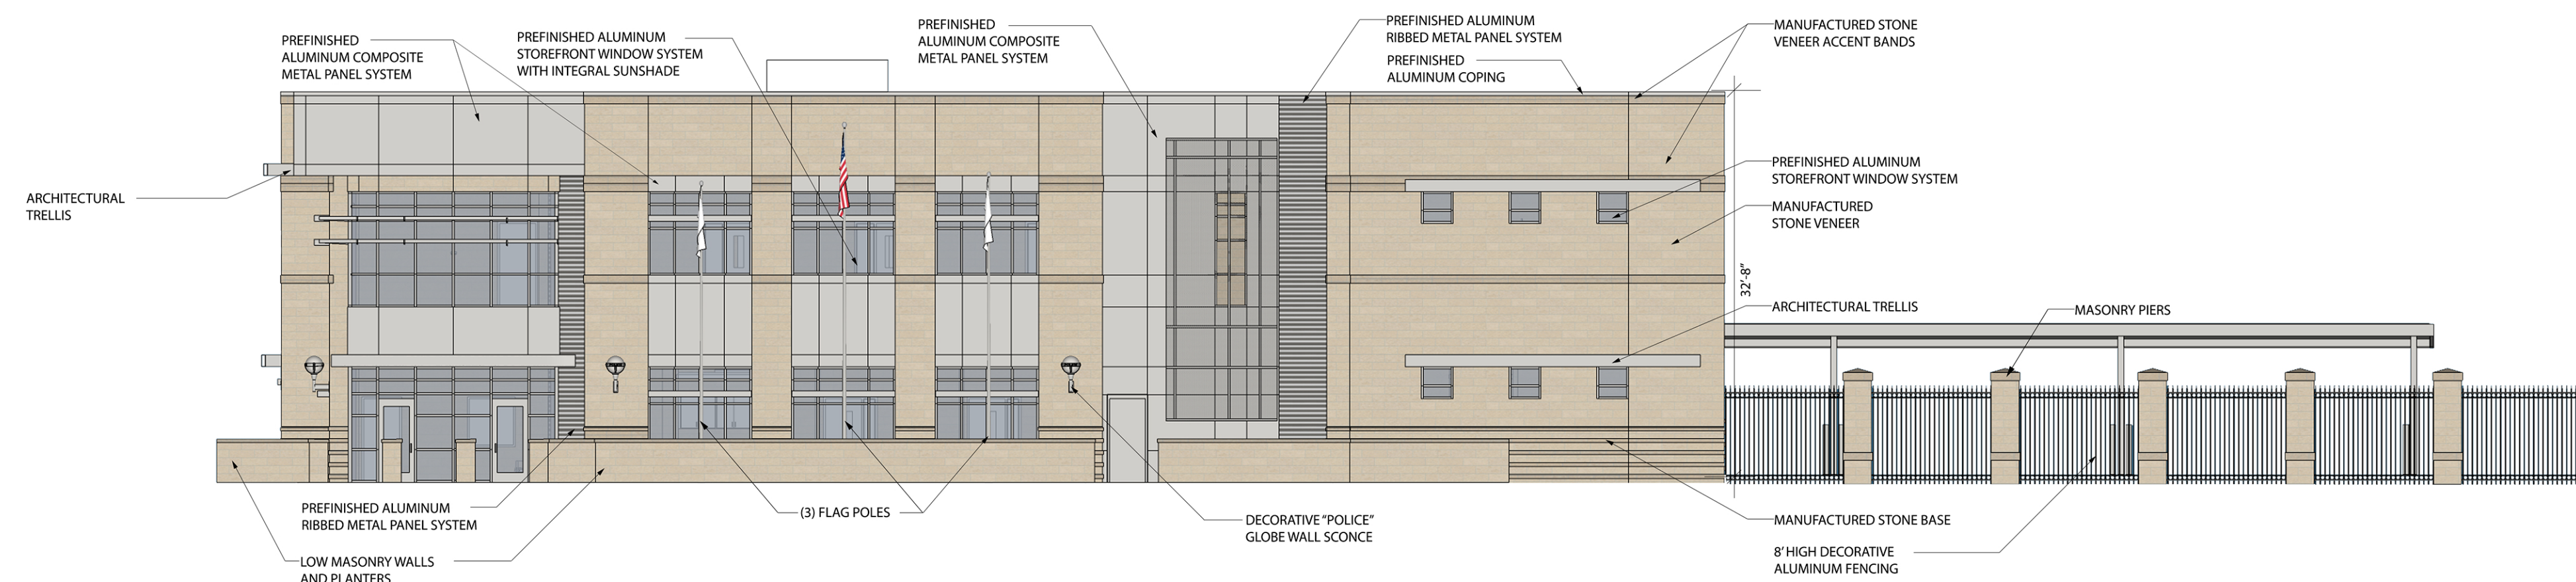 PREFINISHED
ALUMINUM COMPOSITE
METAL PANEL SYSTEM
PREFINISHED ALUMINUM
STOREFRONT WINDOW SYSTEM
WITH INTEGRAL SUNSHADE
PREFINISHED
ALUMINUM COMPOSITE
METAL PANEL SYSTEM
PREFINISHED ALUMINUM
RIBBED METAL PANEL SYSTEM
PREFINISHED
ALUMINUM COPING
MANUFACTURED STONE
VENEER ACCENT BANDS
ARCHITECTURAL
TRELLIS
PREFINISHED ALUMINUM
STOREFRONT WINDOW SYSTEM
MANUFACTURED
STONE VENEER
32'-8"
ARCHITECTURAL TRELLIS
MASONRY PIERS
PREFINISHED ALUMINUM
RIBBED METAL PANEL SYSTEM
LOW MASONRY WALLS
AND PLANTERS
(3) FLAG POLES
DECORATIVE "POLICE"
GLOBE WALL SCONCE
MANUFACTURED STONE BASE
8' HIGH DECORATIVE
ALUMINUM FENCING